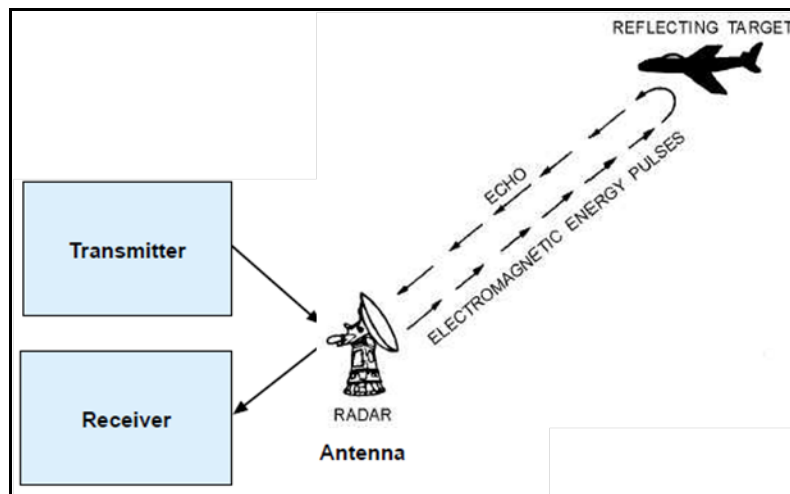 REFLECTING TARGET
ECHO
ELECTROMAGNETIC ENERGY PULSES
Transmitter
Receiver
RADAR
Antenna